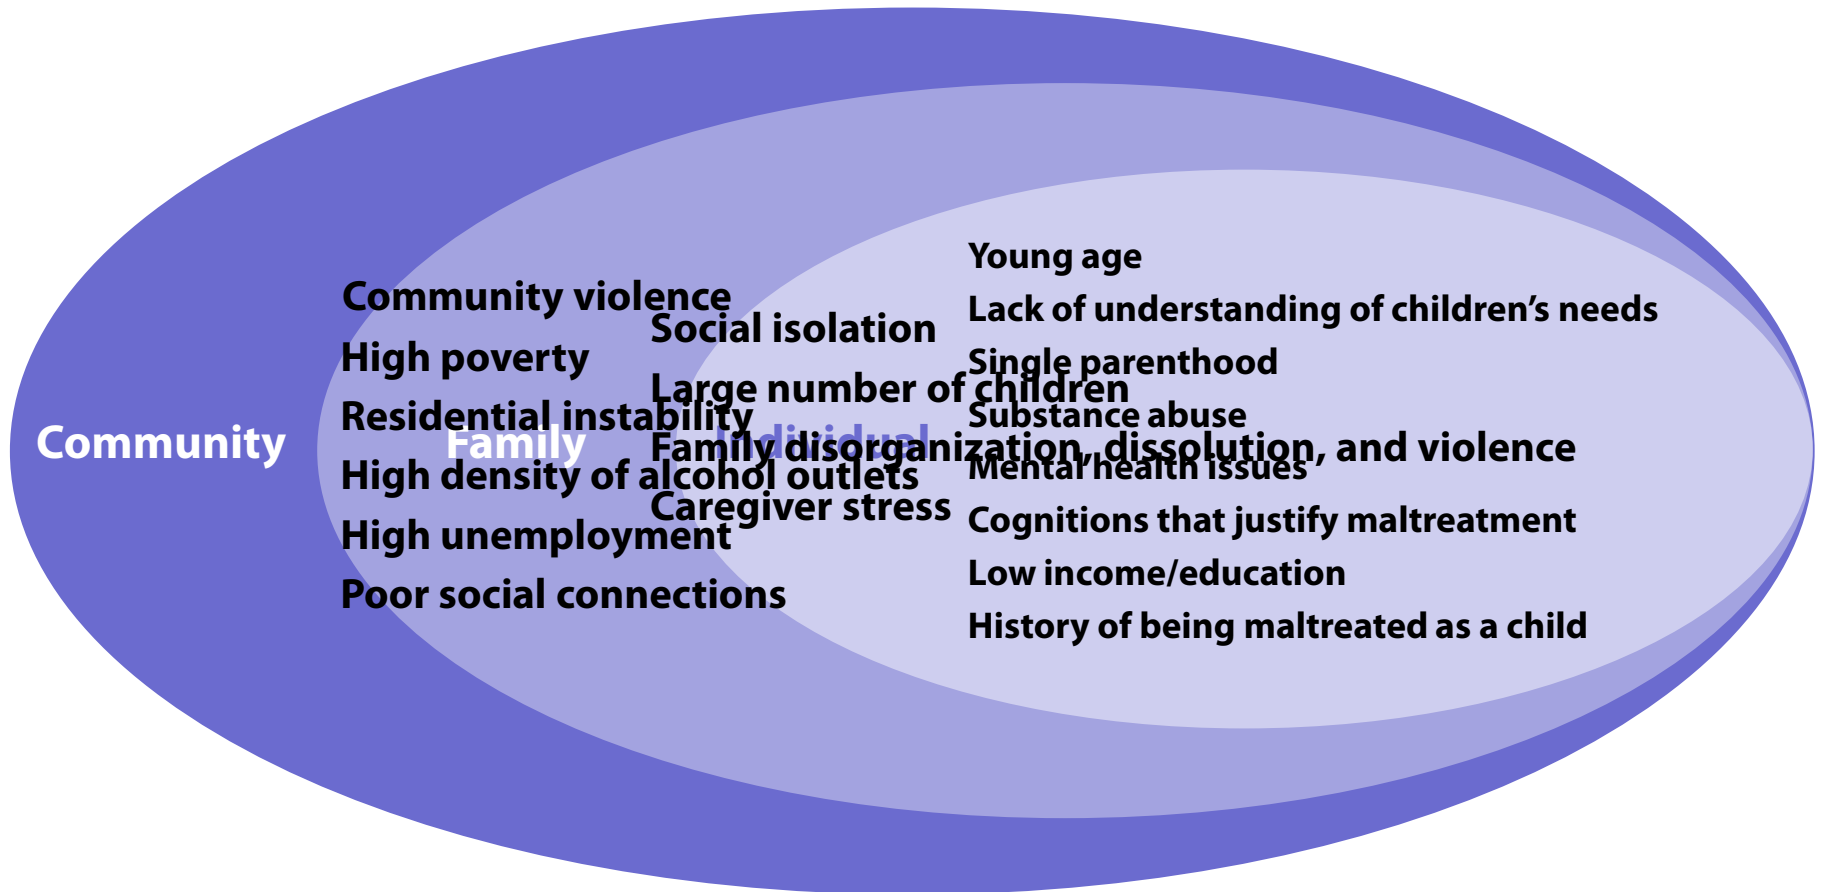 Community
Community violence
High poverty
Residential instability
High density of alcohol outlets
High unemployment
Poor social connections
Family
Social isolation
Large number of children
Family disorganization, dissolution, and violence
Caregiver stress
Individual
Young age
Lack of understanding of children’s needs
Single parenthood
Substance abuse
Mental health issues
Cognitions that justify maltreatment
Low income/education
History of being maltreated as a child